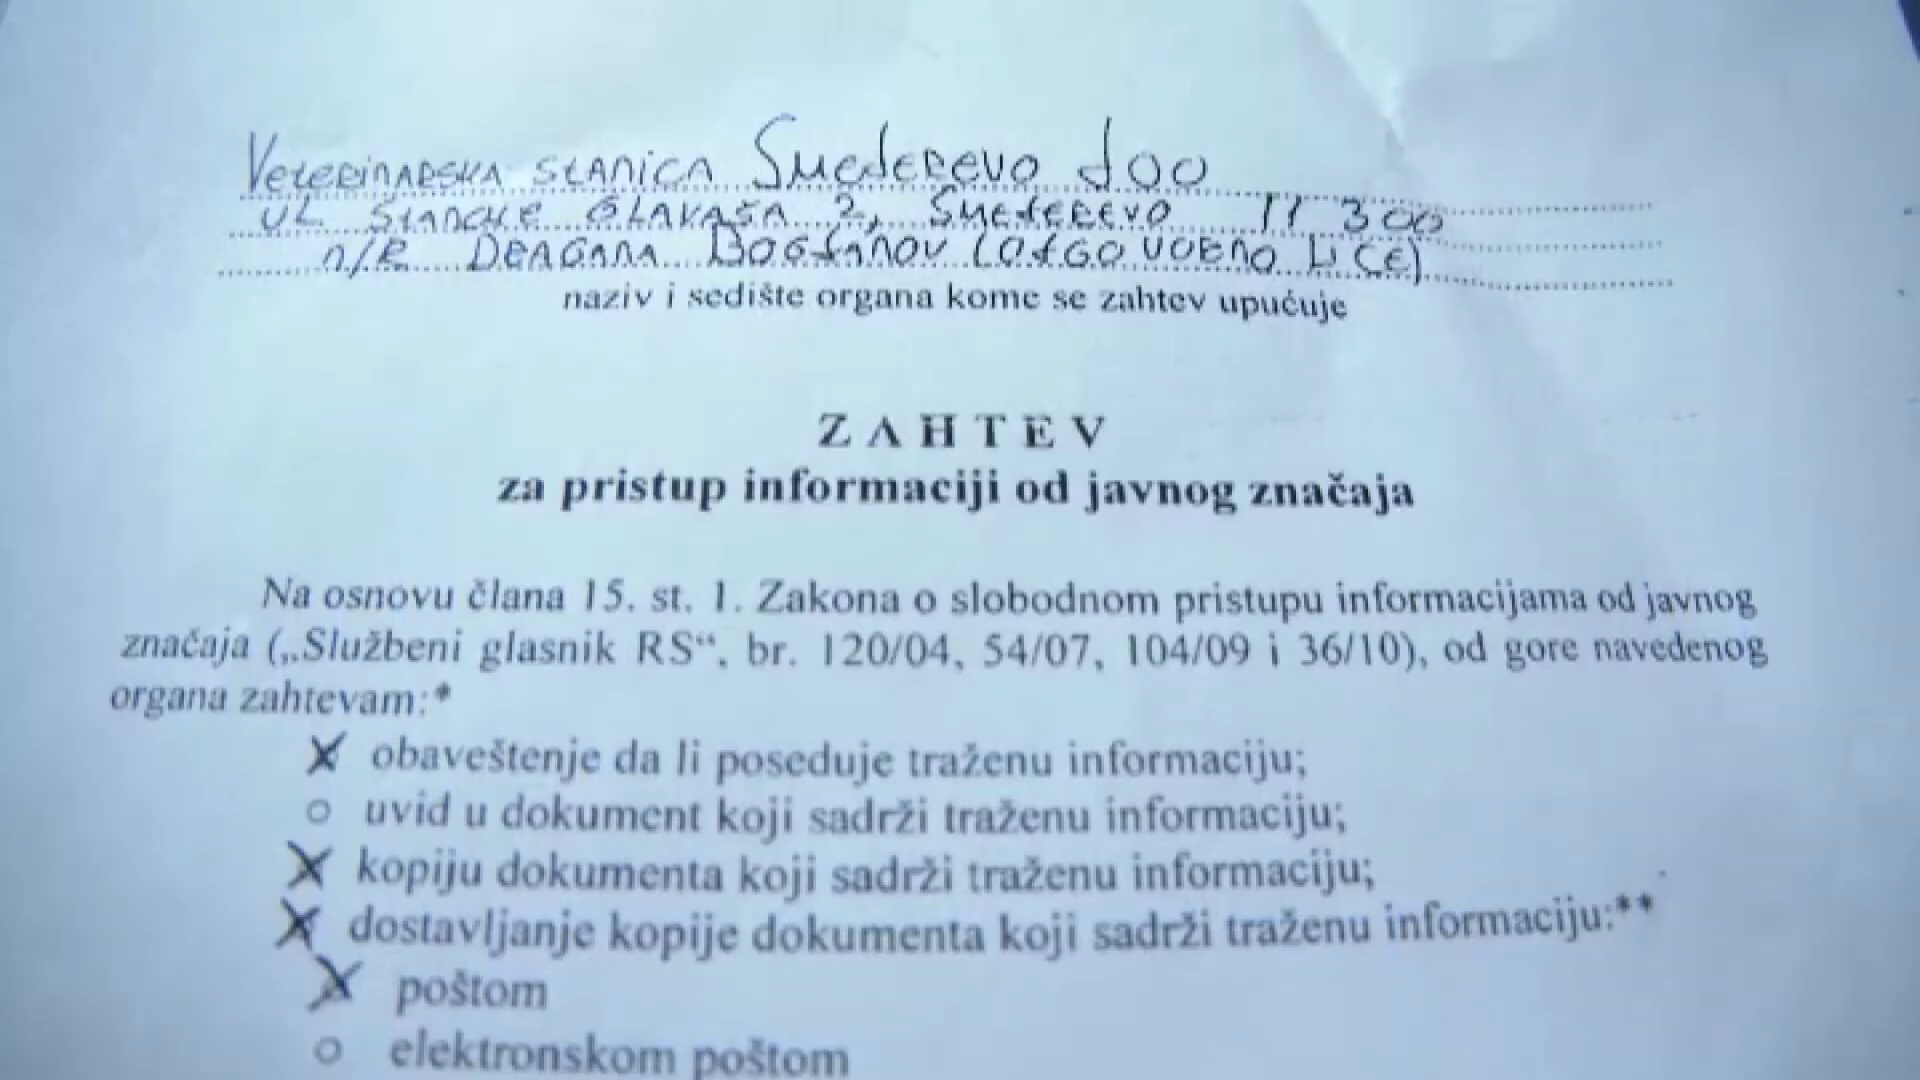 Veterinarska stanica Smederevo doo
ul Stanoje Glavaša 2, Smederevo 11 300
n/r Dragana Bogdanov (odgovorno lice)
naziv i sedište organa kome se zahtev upućuje
ZAHTEV
za pristup informaciji od javnog značaja
Na osnovu člana 15. st. 1. Zakona o slobodnom pristupu informacijama od javnog
značaja („Službeni glasnik RS“, br. 120/04, 54/07, 104/09 i 36/10), od gore navedenog
organa zahtevam:*
X obaveštenje da li poseduje traženu informaciju;
o uvid u dokument koji sadrži traženu informaciju;
X kopiju dokumenta koji sadrži traženu informaciju;
X dostavljanje kopije dokumenta koji sadrži traženu informaciju:**
X poštom
o elektronskom poštom